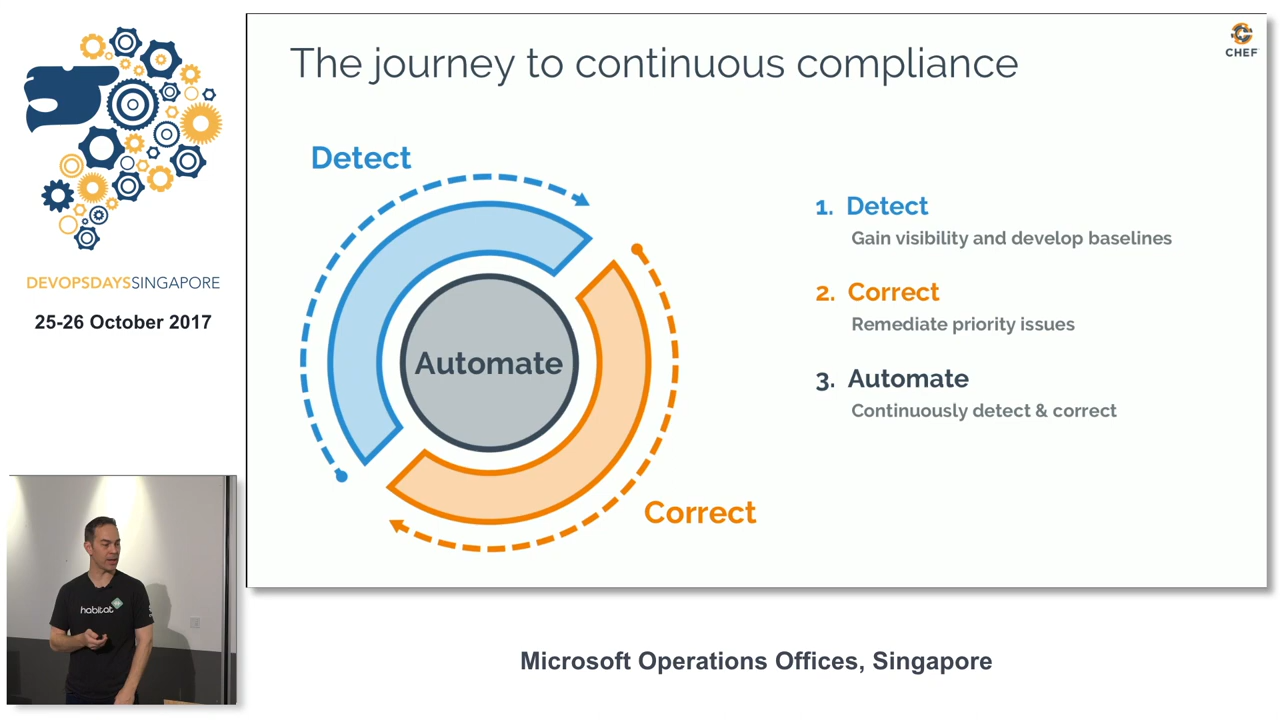 DEVOPSDAYSSINGAPORE
25-26 October 2017
habitat
CHEF
The journey to continuous compliance
Detect
Automate
Correct
1. Detect
Gain visibility and develop baselines
2. Correct
Remediate priority issues
3. Automate
Continuously detect & correct
Microsoft Operations Offices, Singapore